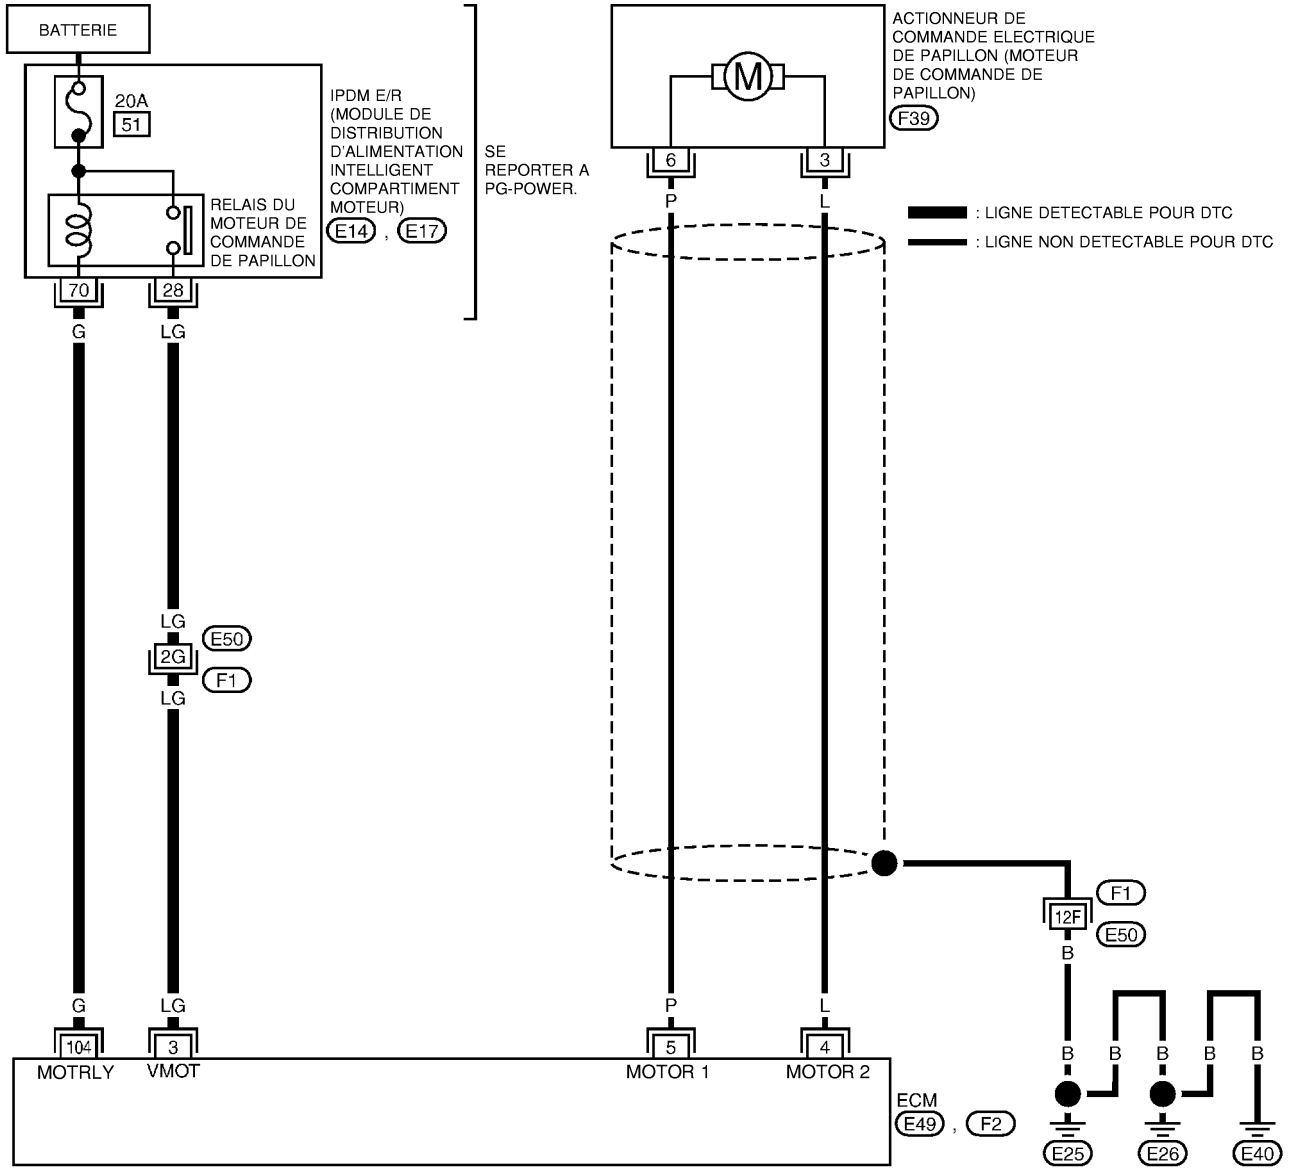 BATTERIE
20A
51
IPDM E/R
(MODULE DE
DISTRIBUTION
D'ALIMENTATION
INTELLIGENT
COMPARTIMENT
MOTEUR)
E14 , E17
SE
REPORTER A
PG-POWER.
RELAIS DU
MOTEUR DE
COMMANDE
DE PAPILLON
70
28
G
LG
ACTIONNEUR DE
COMMANDE ELECTRIQUE
DE PAPILLON (MOTEUR
DE COMMANDE DE
PAPILLON)
F39
M
6
3
P
L
: LIGNE DETECTABLE POUR DTC
: LIGNE NON DETECTABLE POUR DTC
LG
E50
2G
F1
LG
F1
12F
E50
B
G
LG
P
L
104
3
5
4
MOTRLY
VMOT
MOTOR 1
MOTOR 2
ECM
E49 , F2
B
B
B
B
B
E25
E26
E40